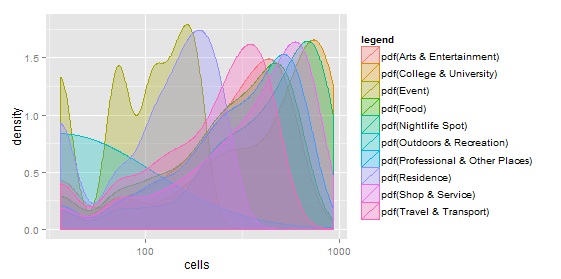 legend
pdf(Arts & Entertainment)
pdf(College & University)
pdf(Event)
pdf(Food)
pdf(Nightlife Spot)
pdf(Outdoors & Recreation)
pdf(Professional & Other Places)
pdf(Residence)
pdf(Shop & Service)
pdf(Travel & Transport)
density
1.5
1.0
0.5
0.0
100
1000
cells